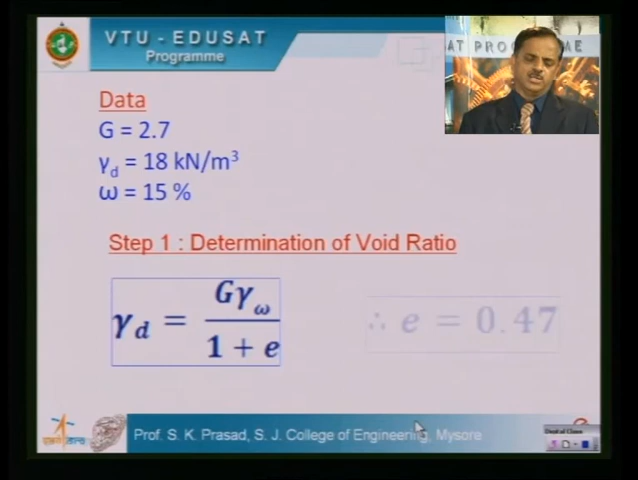 VTU - EDUSAT
Programme
AT PROGRAMME
Data
G = 2.7
γd = 18 kN/m³
ω = 15 %
Step 1 : Determination of Void Ratio
γd = Gγω / 1 + e
∴ e = 0.47
Prof. S. K. Prasad, S. J. College of Engineering, Mysore